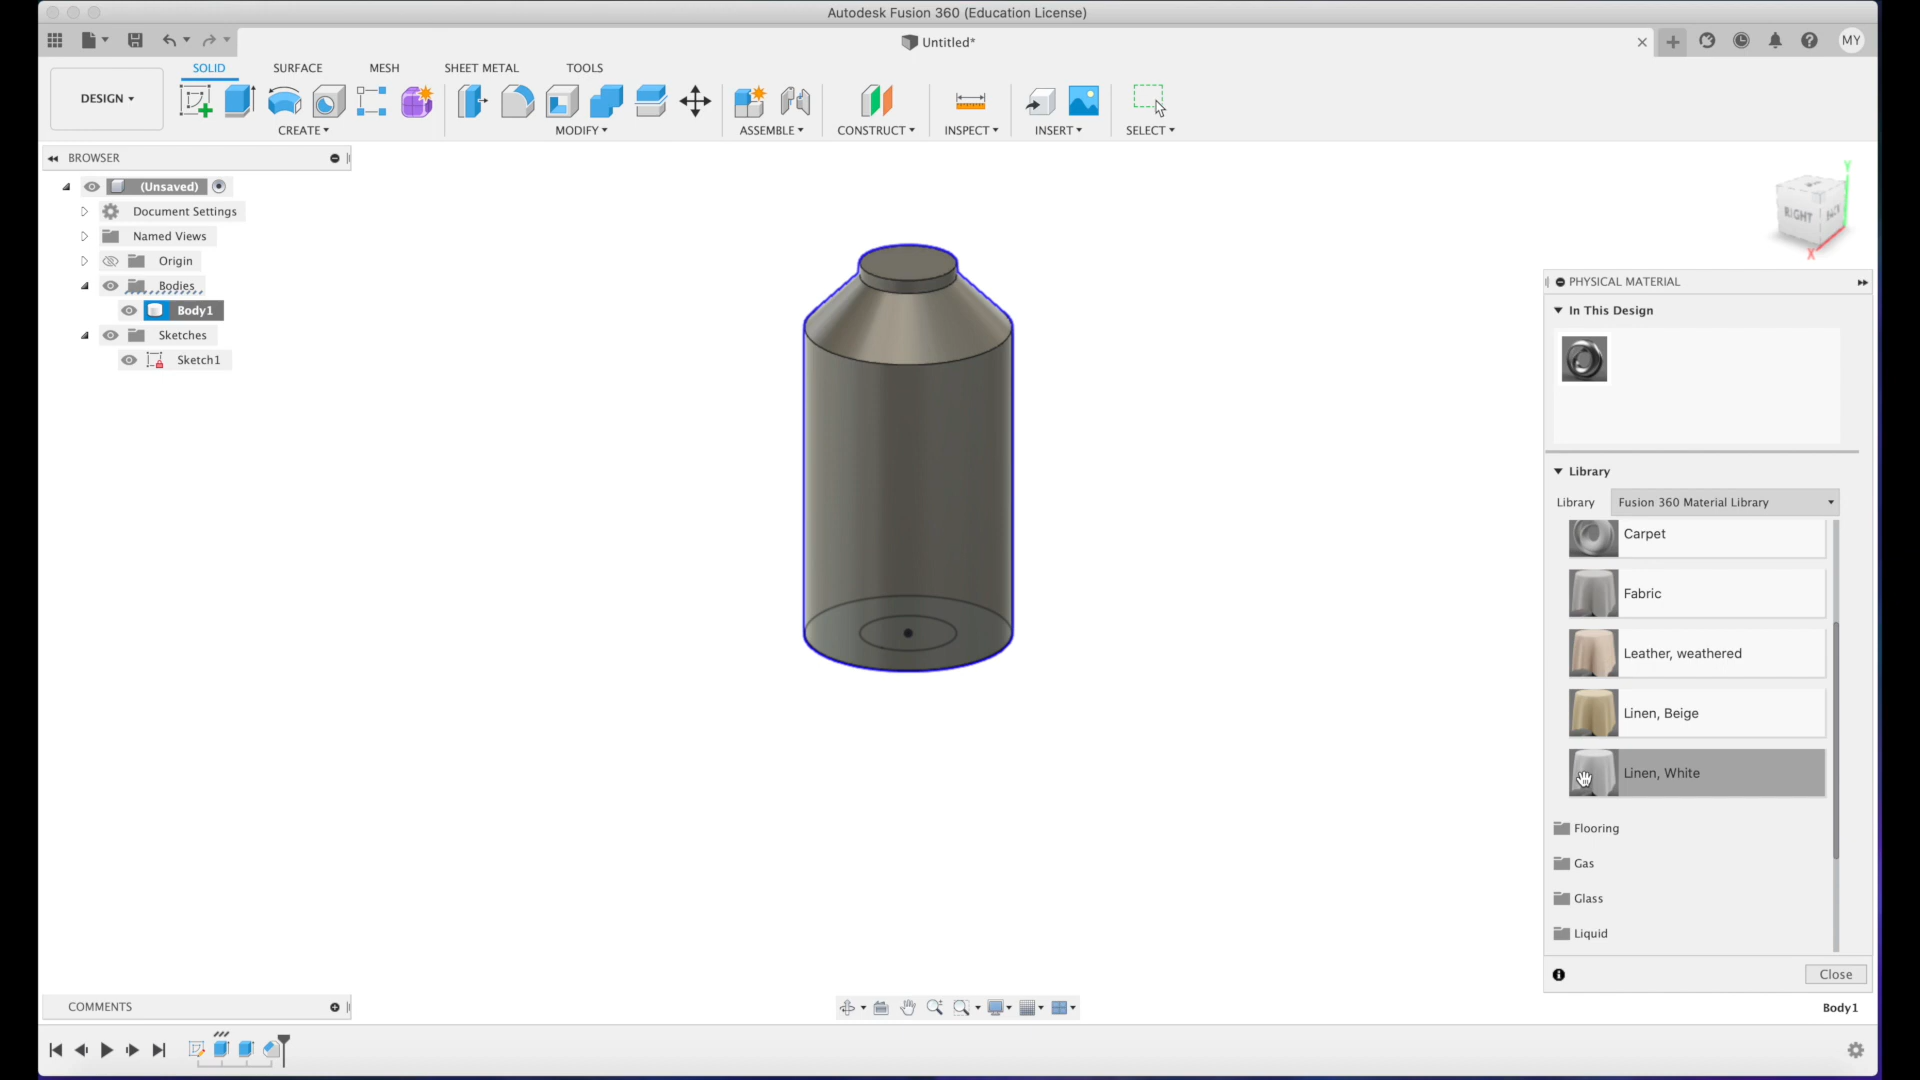 Autodesk Fusion 360 (Education License)
Untitled*
MY
DESIGN
SOLID
SURFACE
MESH
SHEET METAL
TOOLS
CREATE
MODIFY
ASSEMBLE
CONSTRUCT
INSPECT
INSERT
SELECT
BROWSER
(Unsaved)
Document Settings
Named Views
Origin
Bodies
Body1
Sketches
Sketch1
Y
RIGHT
BACK
X
PHYSICAL MATERIAL
In This Design
Library
Library
Fusion 360 Material Library
Carpet
Fabric
Leather, weathered
Linen, Beige
Linen, White
Flooring
Gas
Glass
Liquid
Close
COMMENTS
Body1